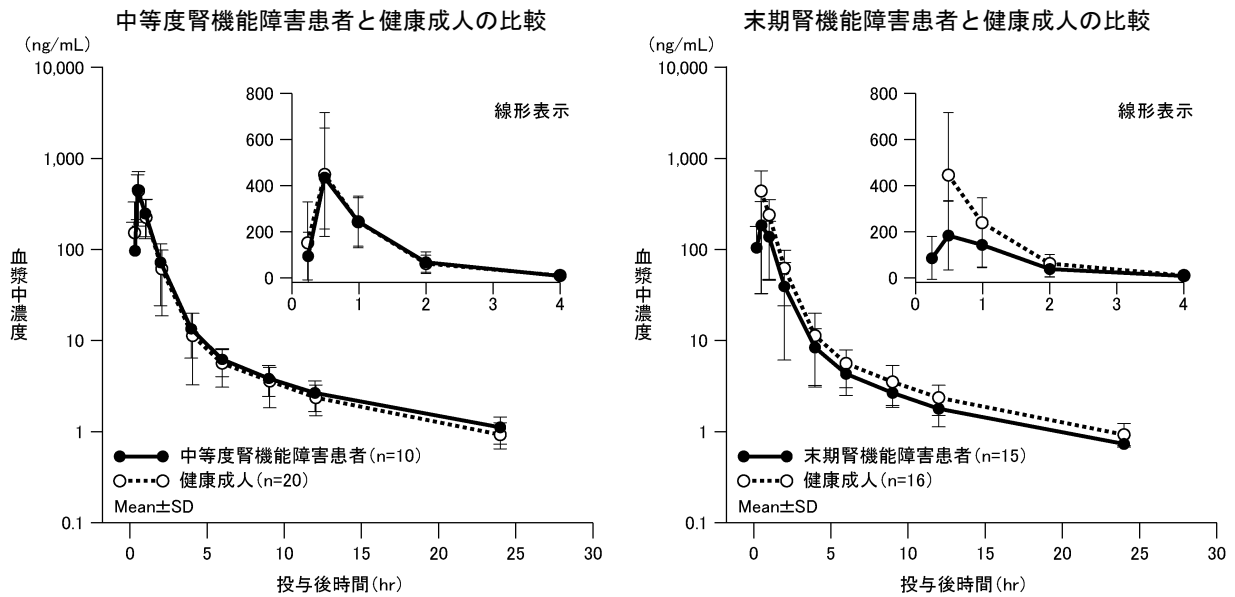 中等度腎機能障害患者と健康成人の比較
(ng/mL)
10,000
1,000
100
10
1
0.1
血漿中濃度
800
600
400
200
0
0 1 2 3 4
線形表示
中等度腎機能障害患者(n=10)
健康成人(n=20)
Mean±SD
0 5 10 15 20 25 30
投与後時間(hr)
末期腎機能障害患者と健康成人の比較
(ng/mL)
10,000
1,000
100
10
1
0.1
血漿中濃度
800
600
400
200
0
0 1 2 3 4
線形表示
末期腎機能障害患者(n=15)
健康成人(n=16)
Mean±SD
0 5 10 15 20 25 30
投与後時間(hr)